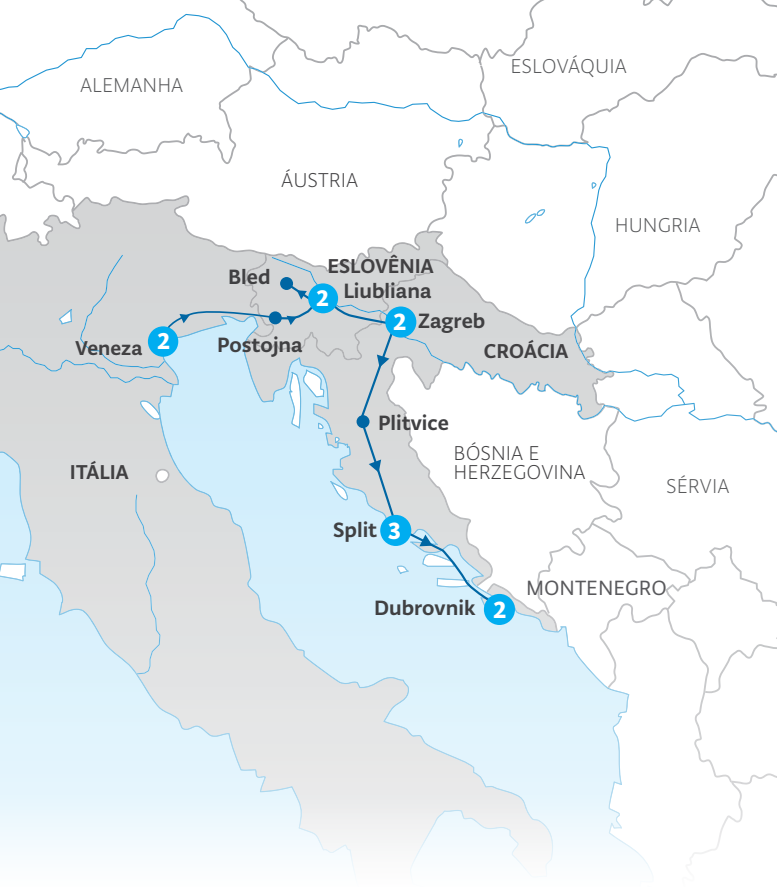 ESLOVÁQUIA
ALEMANHA
ÁUSTRIA
HUNGRIA
ESLOVÊNIA
Bled
Liubliana
2
2
Zagreb
Veneza
2
Postojna
CROÁCIA
Plitvice
BÓSNIA E
HERZEGOVINA
ITÁLIA
SÉRVIA
Split
3
MONTENEGRO
Dubrovnik
2